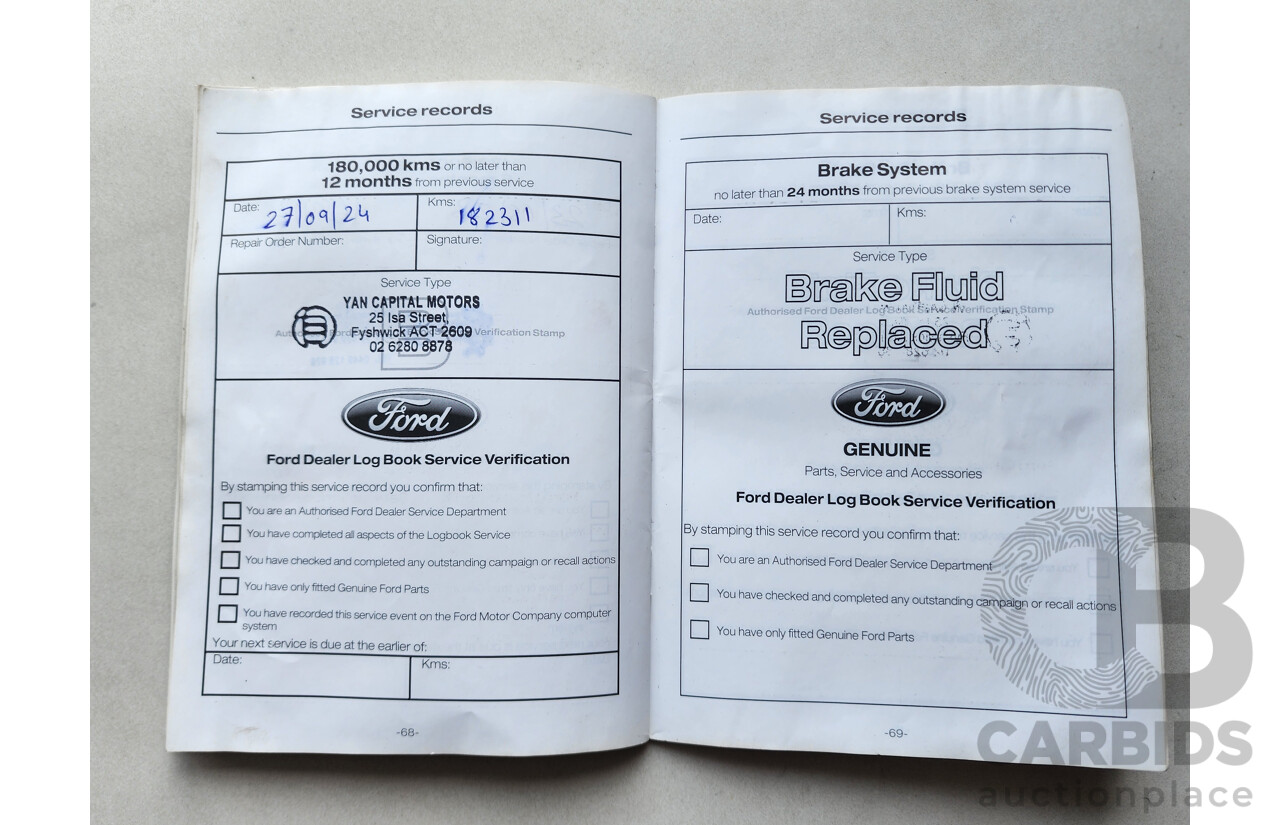 Service records
180,000 kms or no later than
12 months from previous service
Date: 27/09/24
Kms: 182311
Repair Order Number:
Signature:
Service Type
YAN CAPITAL MOTORS
25 Isa Street,
Fyshwick ACT 2609
02 6280 8878
Verification Stamp
B
Ford
Ford Dealer Log Book Service Verification
By stamping this service record you confirm that:
You are an Authorised Ford Dealer Service Department
You have completed all aspects of the Logbook Service
You have checked and completed any outstanding campaign or recall actions
You have only fitted Genuine Ford Parts
You have recorded this service event on the Ford Motor Company computer
system
Your next service is due at the earlier of:
Date:
Kms:
-68-
Service records
Brake System
no later than 24 months from previous brake system service
Date:
Kms:
Service Type
Brake Fluid
Authorised Ford Dealer Log Book Service Verification Stamp
Replaced
Ford
GENUINE
Parts, Service and Accessories
Ford Dealer Log Book Service Verification
By stamping this service record you confirm that:
You are an Authorised Ford Dealer Service Department
You have checked and completed any outstanding campaign or recall actions
You have only fitted Genuine Ford Parts
-69-
CB
CARBIDS
auctionplace